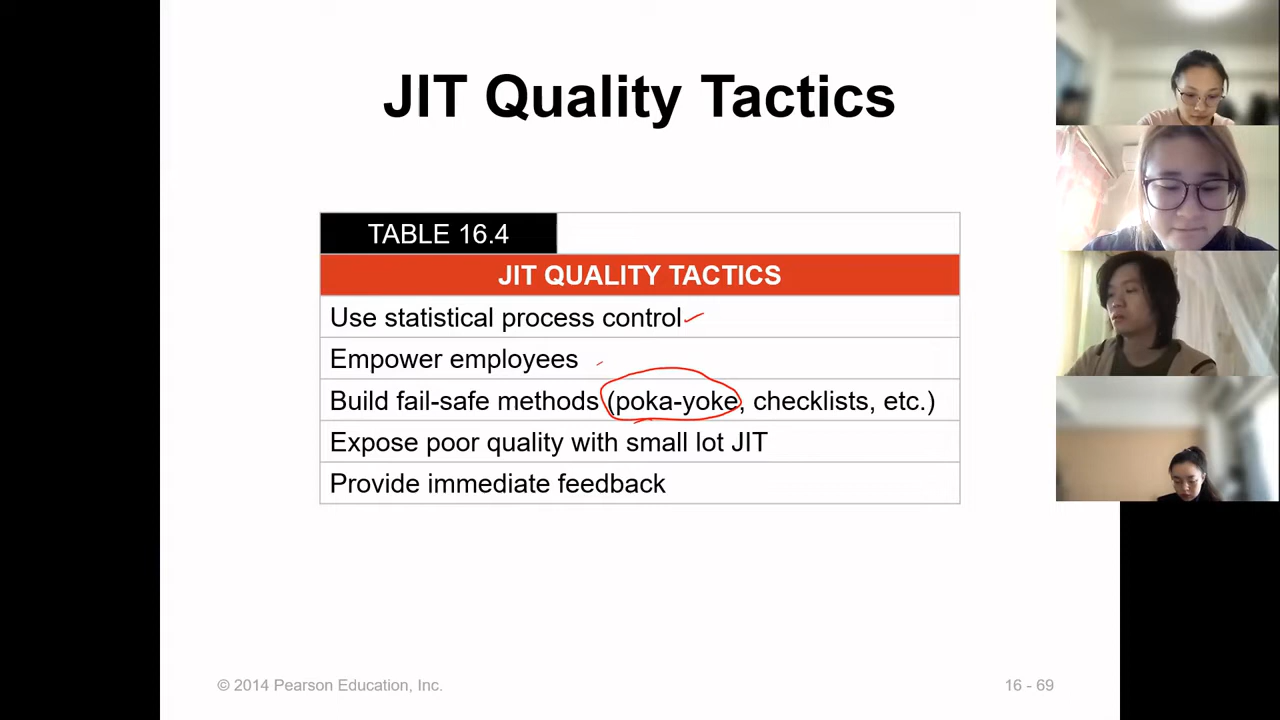 JIT Quality Tactics
TABLE 16.4
JIT QUALITY TACTICS
Use statistical process control
Empower employees
Build fail-safe methods (poka-yoke, checklists, etc.)
Expose poor quality with small lot JIT
Provide immediate feedback
© 2014 Pearson Education, Inc.
16 - 69